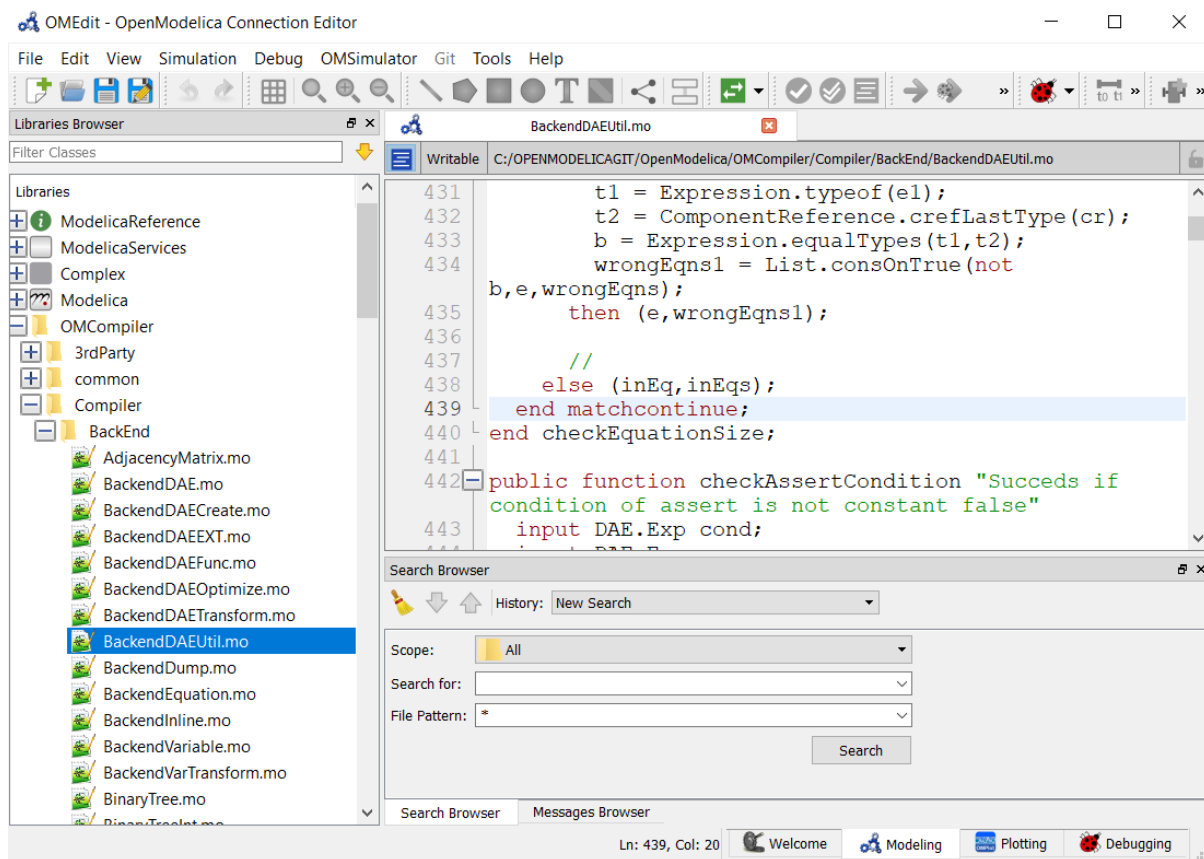 OMEdit - OpenModelica Connection Editor
File Edit View Simulation Debug OMSimulator Git Tools Help
T » to t1 » »
Libraries Browser
Filter Classes
Libraries
ModelicaReference
ModelicaServices
Complex
Modelica
OMCompiler
3rdParty
common
Compiler
BackEnd
AdjacencyMatrix.mo
BackendDAE.mo
BackendDAECreate.mo
BackendDAEEXT.mo
BackendDAEFunc.mo
BackendDAEOptimize.mo
BackendDAETransform.mo
BackendDAEUtil.mo
BackendDump.mo
BackendEquation.mo
BackendInline.mo
BackendVariable.mo
BackendVarTransform.mo
BinaryTree.mo
BinaryTreeInt.mo
BackendDAEUtil.mo
Writable C:/OPENMODELICAGIT/OpenModelica/OMCompiler/Compiler/BackEnd/BackendDAEUtil.mo
431 t1 = Expression.typeof(e1);
432 t2 = ComponentReference.crefLastType(cr);
433 b = Expression.equalTypes(t1,t2);
434 wrongEqns1 = List.consOnTrue(not
b,e,wrongEqns);
435 then (e,wrongEqns1);
436
437 //
438 else (inEq,inEqs);
439 end matchcontinue;
440 end checkEquationSize;
441
442 public function checkAssertCondition "Succeds if
condition of assert is not constant false"
443 input DAE.Exp cond;
Search Browser
History: New Search
Scope: All
Search for:
File Pattern: *
Search
Search Browser Messages Browser
Ln: 439, Col: 20 Welcome Modeling Plotting Debugging